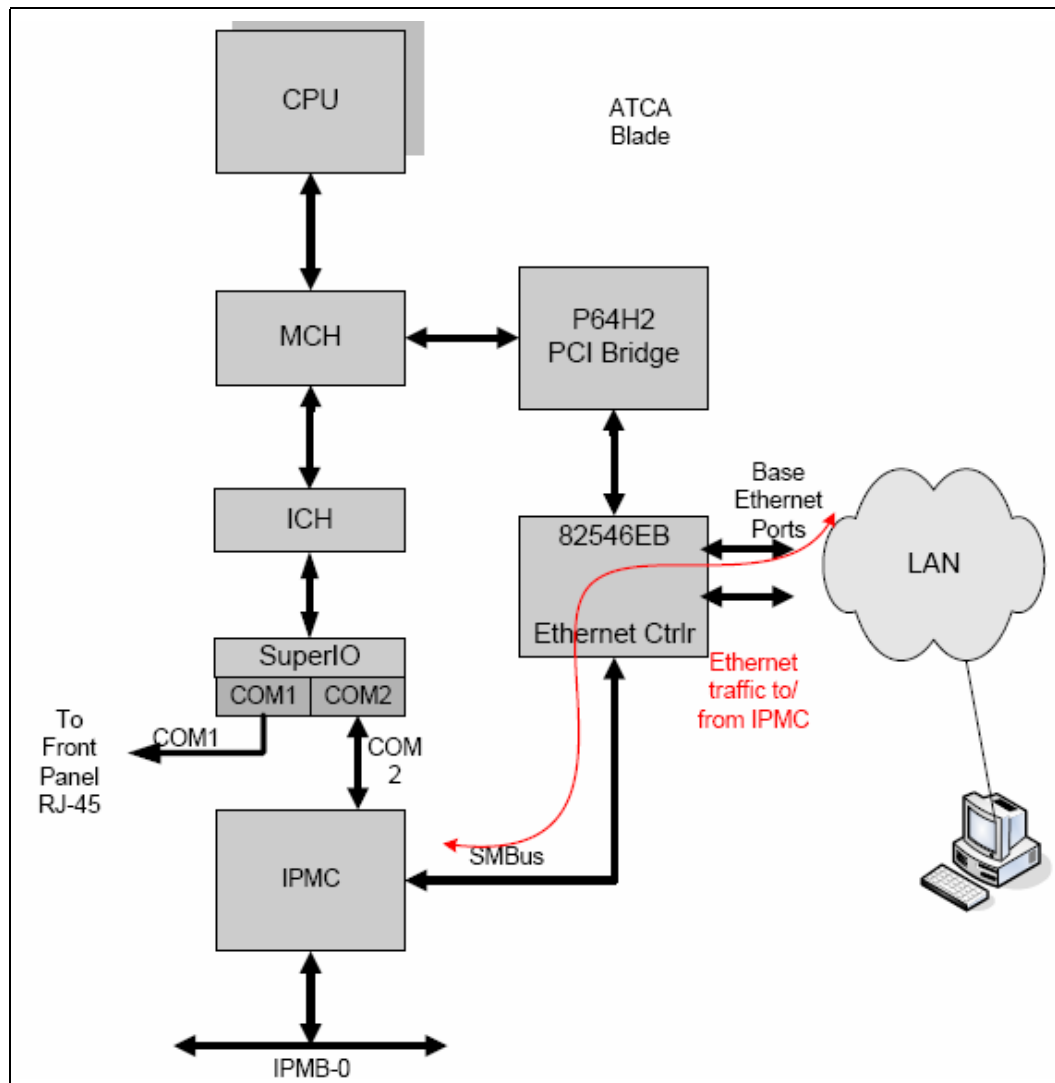 CPU
ATCA
Blade
MCH
P64H2
PCI Bridge
ICH
Base
Ethernet
Ports
82546EB
Ethernet Ctrlr
LAN
SuperIO
COM1
COM2
Ethernet
traffic to/
from IPMC
To
Front
Panel
RJ-45
COM1
COM
2
IPMC
SMBus
IPMB-0